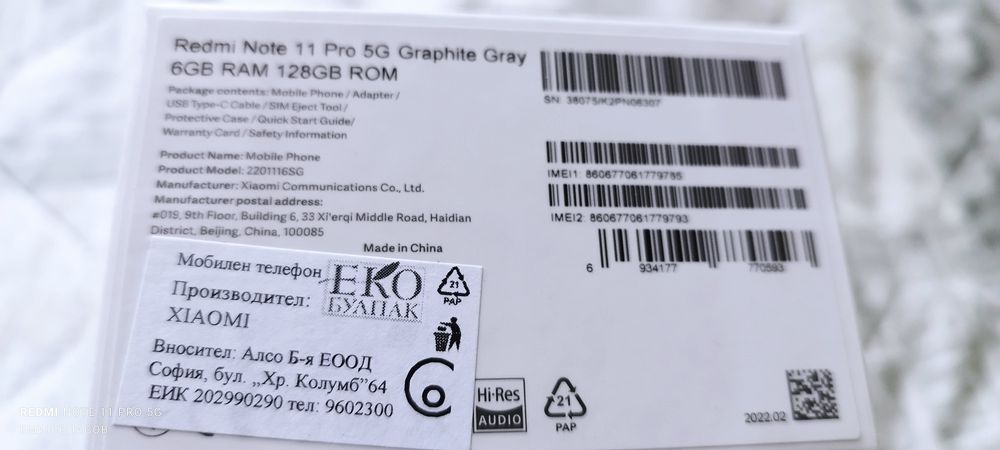 Redmi Note 11 Pro 5G Graphite Gray
6GB RAM 128GB ROM
Package contents: Mobile Phone / Adapter /
USB Type-C Cable / SIM Eject Tool /
Protective Case / Quick Start Guide/
Warranty Card / Safety Information
Product Name: Mobile Phone
Product Model: 2201116SG
Manufacturer: Xiaomi Communications Co., Ltd.
Manufacturer postal address:
#019, 9th Floor, Building 6, 33 Xi'erqi Middle Road, Haidian
District, Beijing, China, 100085
Made in China
SN: 38075/K2PN06307
IMEI1: 860677061779785
IMEI2: 860677061779793
6 934177 770593
Мобилен телефон
ЕКО
БУЛПАК
21
PAP
Производител:
XIAOMI
Вносител: Алсо Б-я ЕООД
София, бул. „Хр. Колумб”64
ЕИК 202990290 тел: 9602300
Hi-Res
AUDIO
21
PAP
2022.02
REDMI NOTE 11 PRO 5G